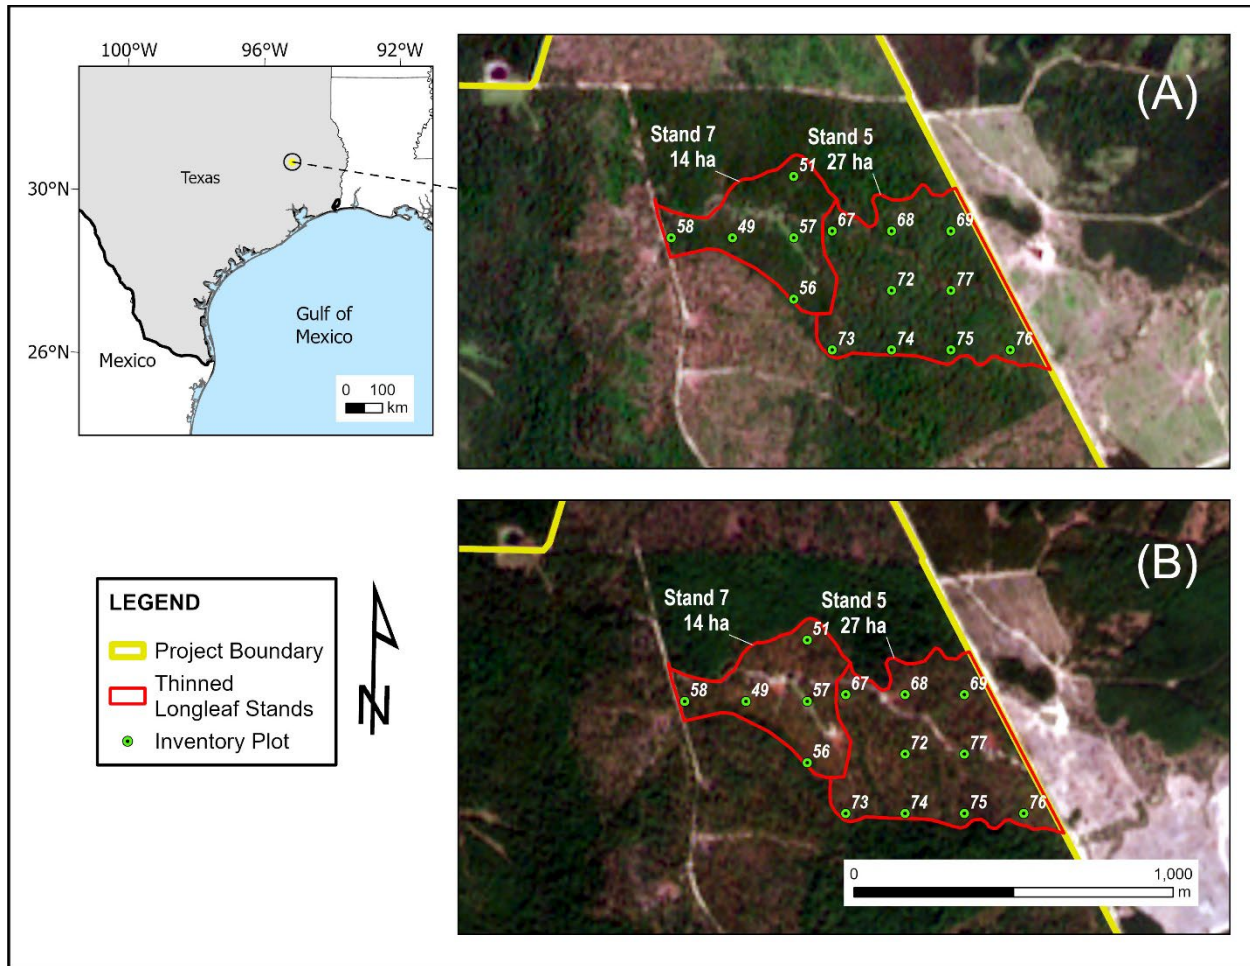 100°W 96°W 92°W
30°N
26°N
Texas
Gulf of
Mexico
Mexico
0 100
km
(A)
Stand 7
14 ha
Stand 5
27 ha
51
58 49 57 67 68 69
72 77
56
73 74 75 76
LEGEND
Project Boundary
Thinned
Longleaf Stands
Inventory Plot
N
(B)
Stand 7
14 ha
Stand 5
27 ha
51
58 49 57 67 68 69
72 77
56
73 74 75 76
0 1,000
m